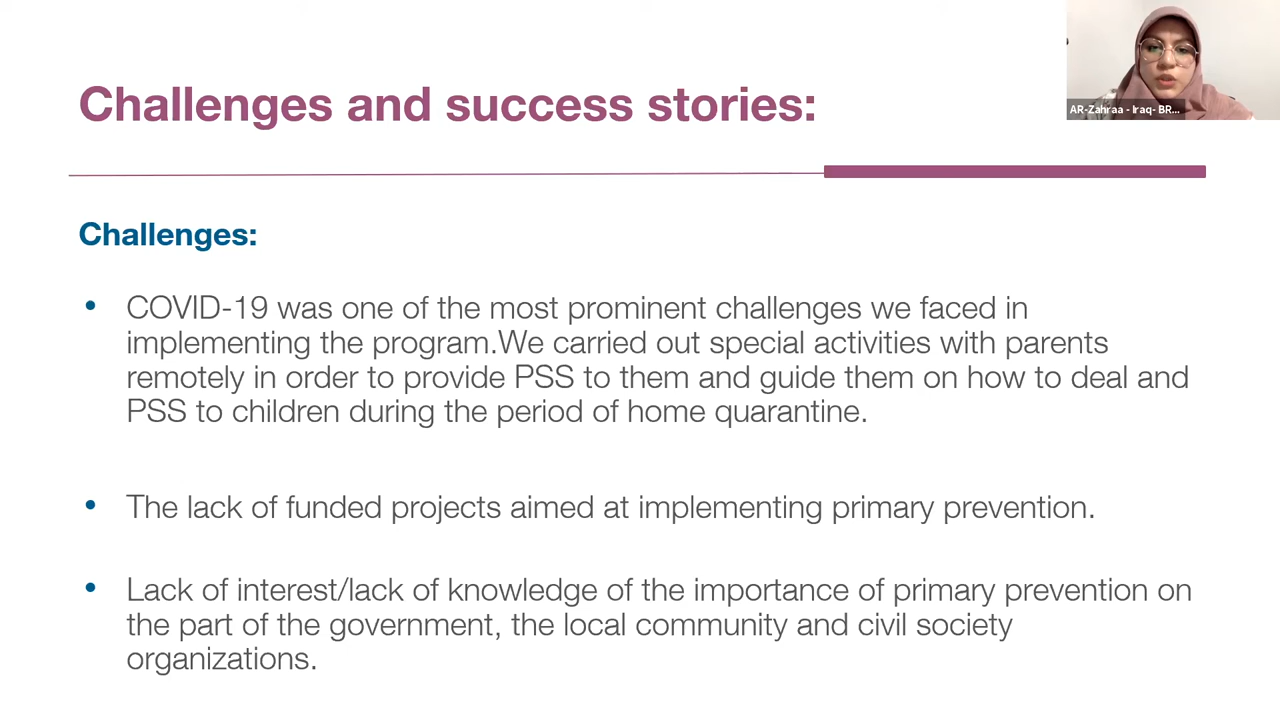 Challenges and success stories:
AR-Zahraa - Iraq- BR...
Challenges:
• COVID-19 was one of the most prominent challenges we faced in
implementing the program.We carried out special activities with parents
remotely in order to provide PSS to them and guide them on how to deal and
PSS to children during the period of home quarantine.
• The lack of funded projects aimed at implementing primary prevention.
• Lack of interest/lack of knowledge of the importance of primary prevention on
the part of the government, the local community and civil society
organizations.